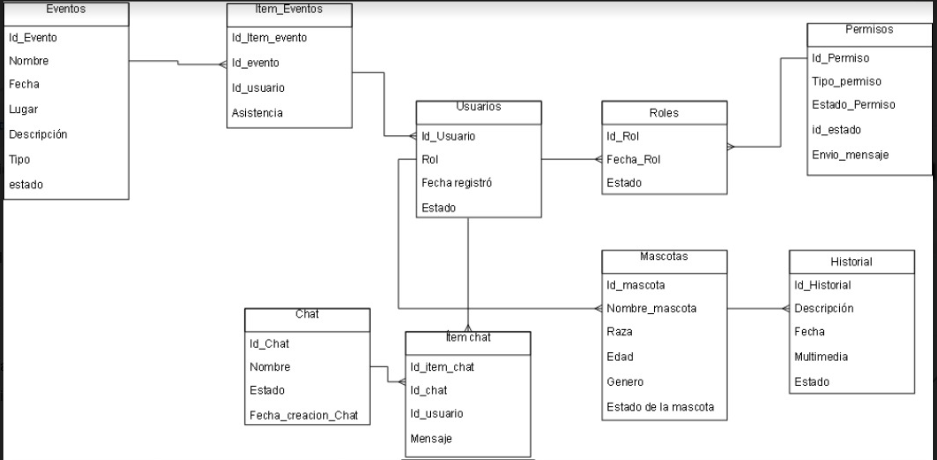 Eventos
Id_Evento
Nombre
Fecha
Lugar
Descripción
Tipo
estado
Item_Eventos
Id_Item_evento
Id_evento
Id_usuario
Asistencia
Usuarios
Id_Usuario
Rol
Fecha registró
Estado
Roles
Id_Rol
Fecha_Rol
Estado
Permisos
Id_Permiso
Tipo_permiso
Estado_Permiso
id_estado
Envio_mensaje
Mascotas
Id_mascota
Nombre_mascota
Raza
Edad
Genero
Estado de la mascota
Historial
Id_Historial
Descripción
Fecha
Multimedia
Estado
Chat
Id_Chat
Nombre
Estado
Fecha_creacion_Chat
Ítem chat
Id_item_chat
Id_chat
Id_usuario
Mensaje